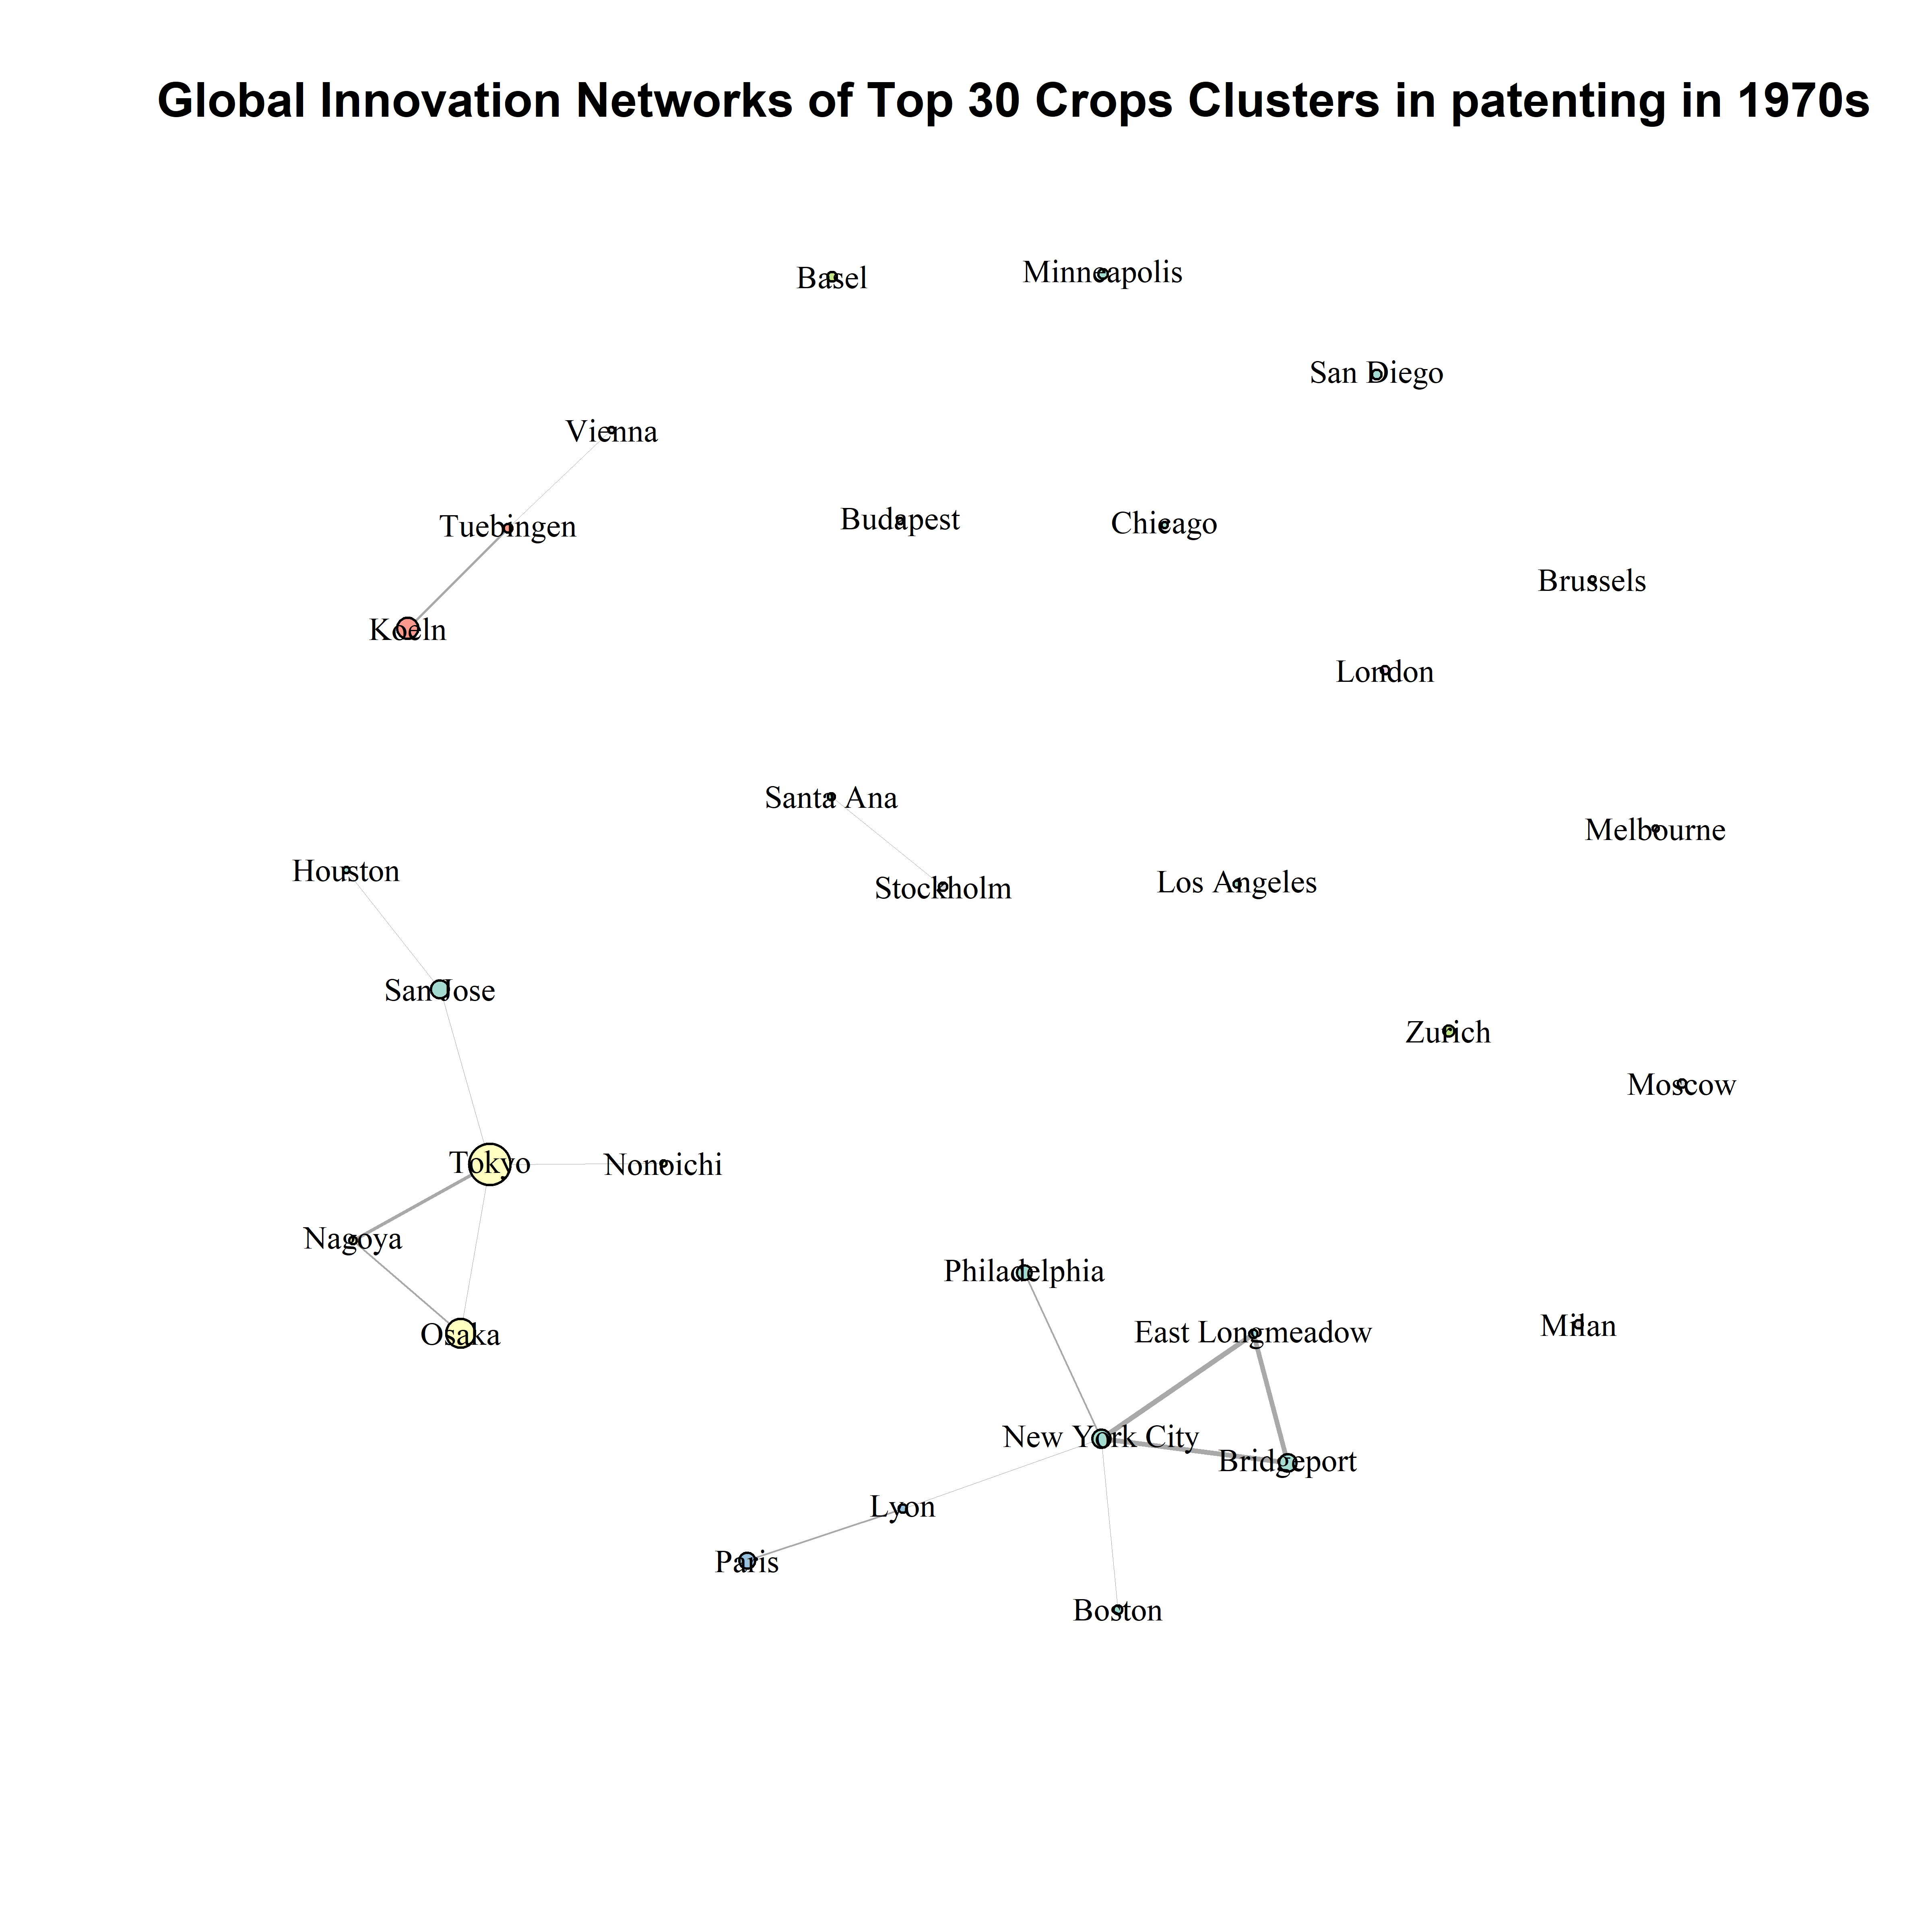 Global Innovation Networks of Top 30 Crops Clusters in patenting in 1970s
Basel
Minneapolis
San Diego
Vienna
Tuebingen
Budapest
Chicago
Brussels
Koeln
London
Santa Ana
Melbourne
Houston
Stockholm
Los Angeles
San Jose
Zurich
Moscow
Tokyo
Nonoichi
Nagoya
Philadelphia
Osaka
East Longmeadow
Milan
New York City
Bridgeport
Lyon
Paris
Boston